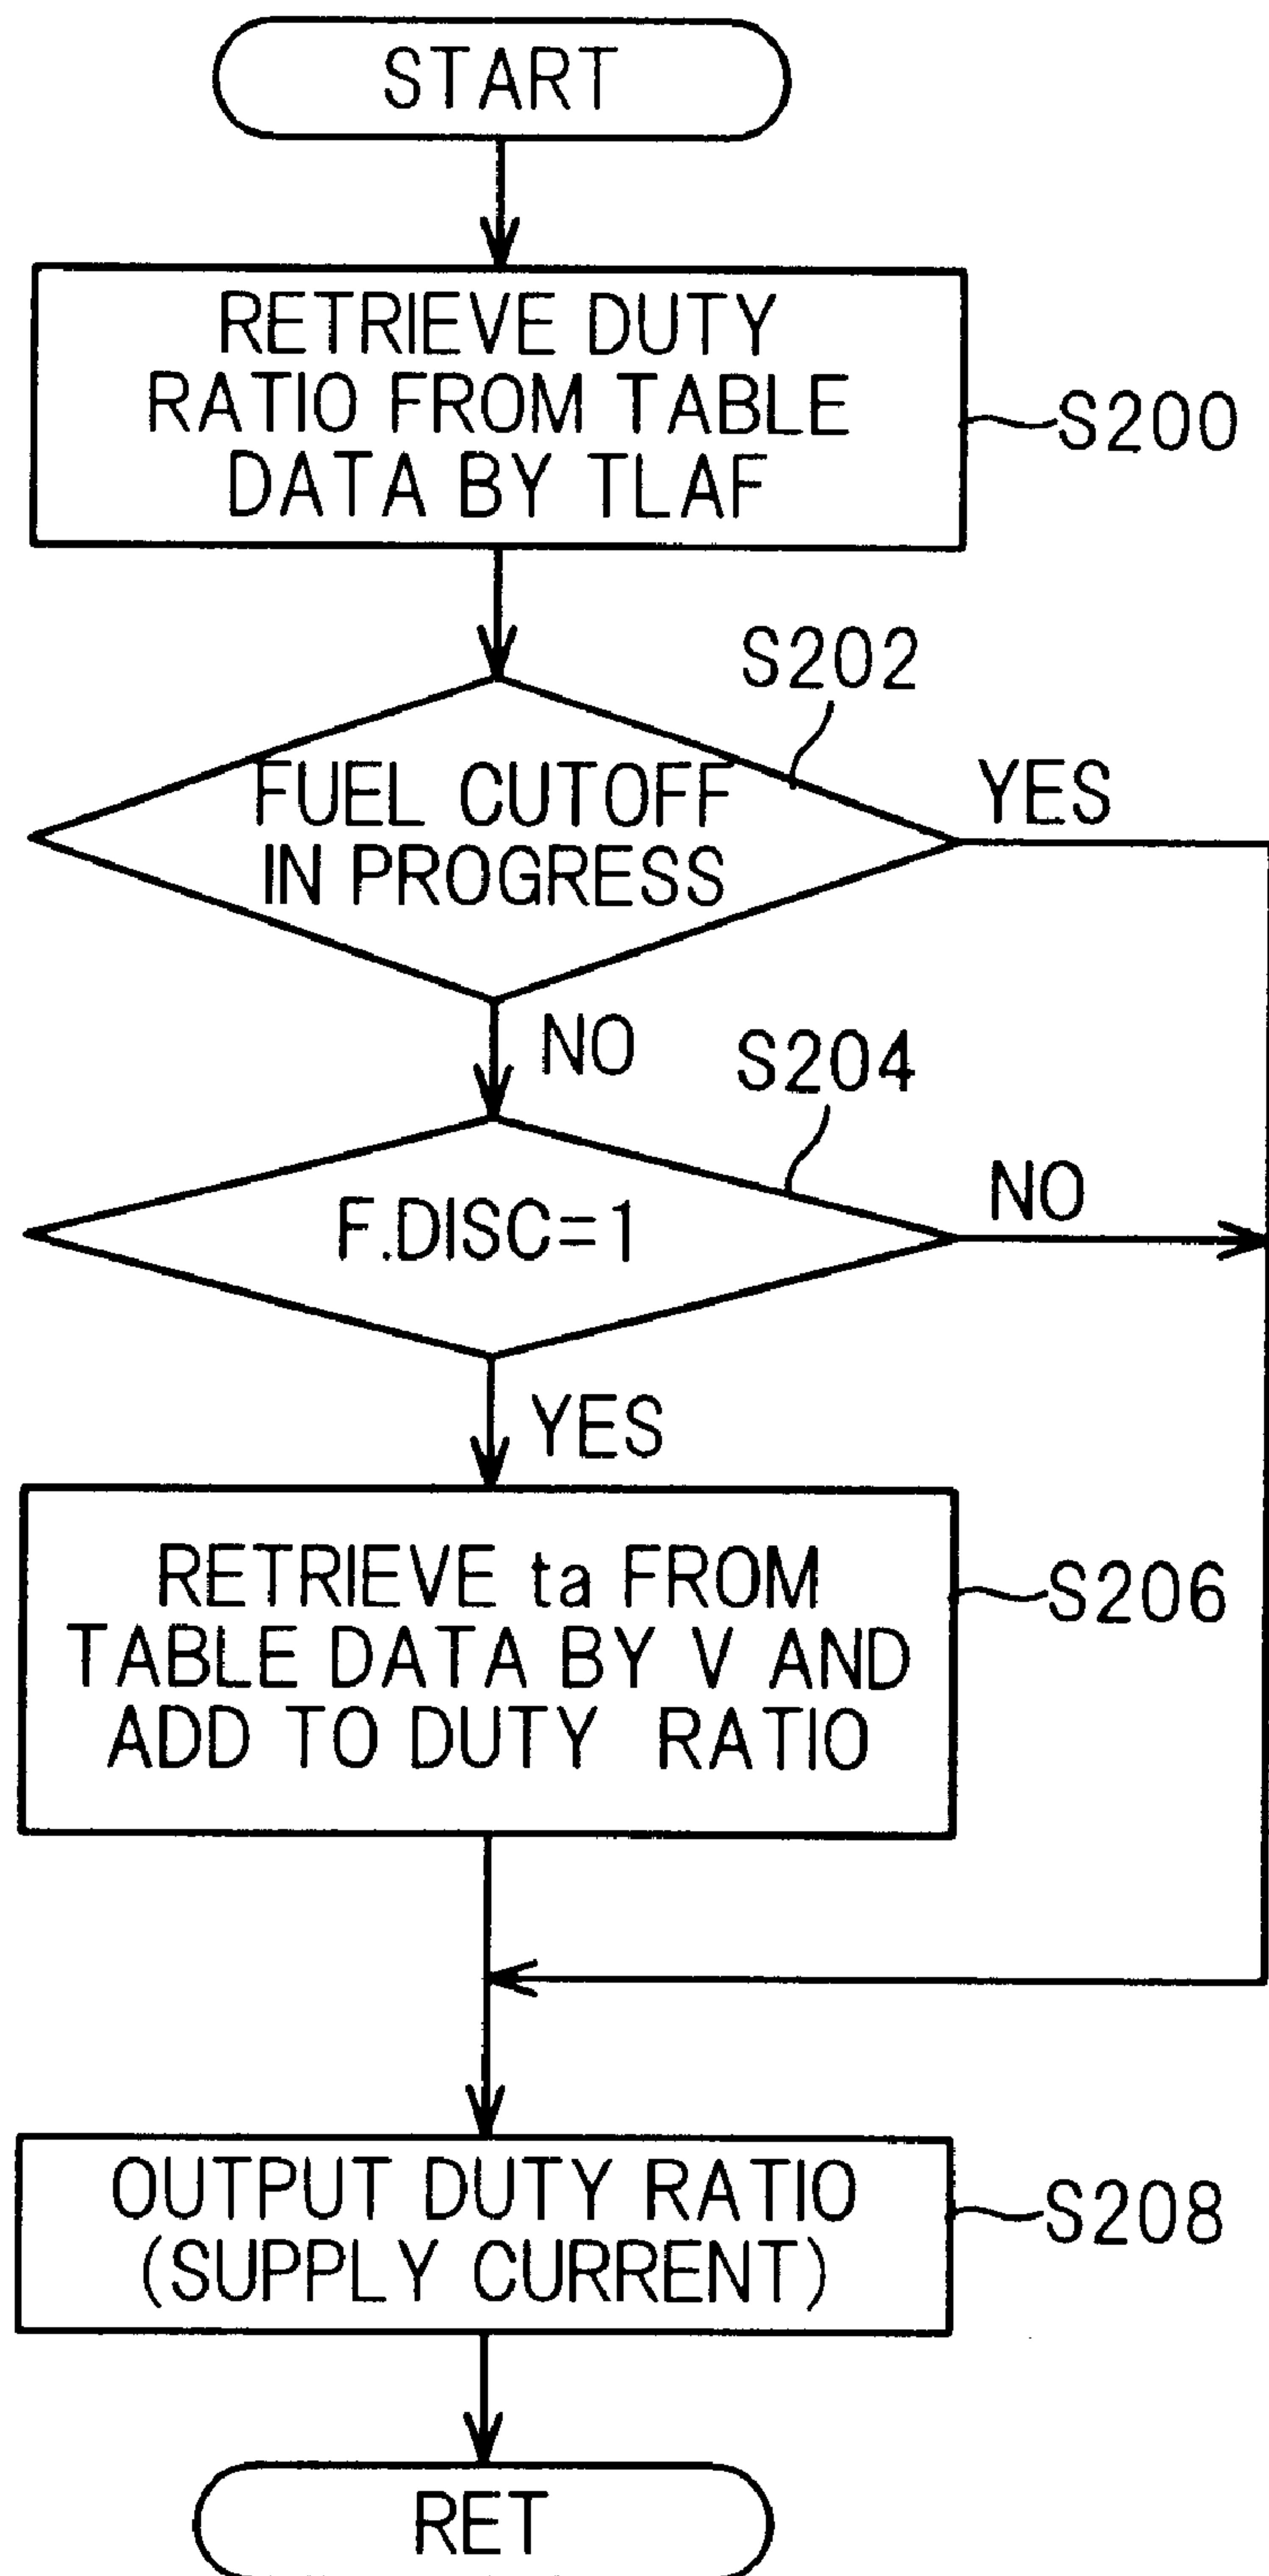 START
RETRIEVE DUTY
RATIO FROM TABLE
DATA BY TLAF
S200
S202
FUEL CUTOFF
IN PROGRESS
YES
NO
S204
F.DISC=1
NO
YES
RETRIEVE ta FROM
TABLE DATA BY V AND
ADD TO DUTY RATIO
S206
OUTPUT DUTY RATIO
(SUPPLY CURRENT)
S208
RET